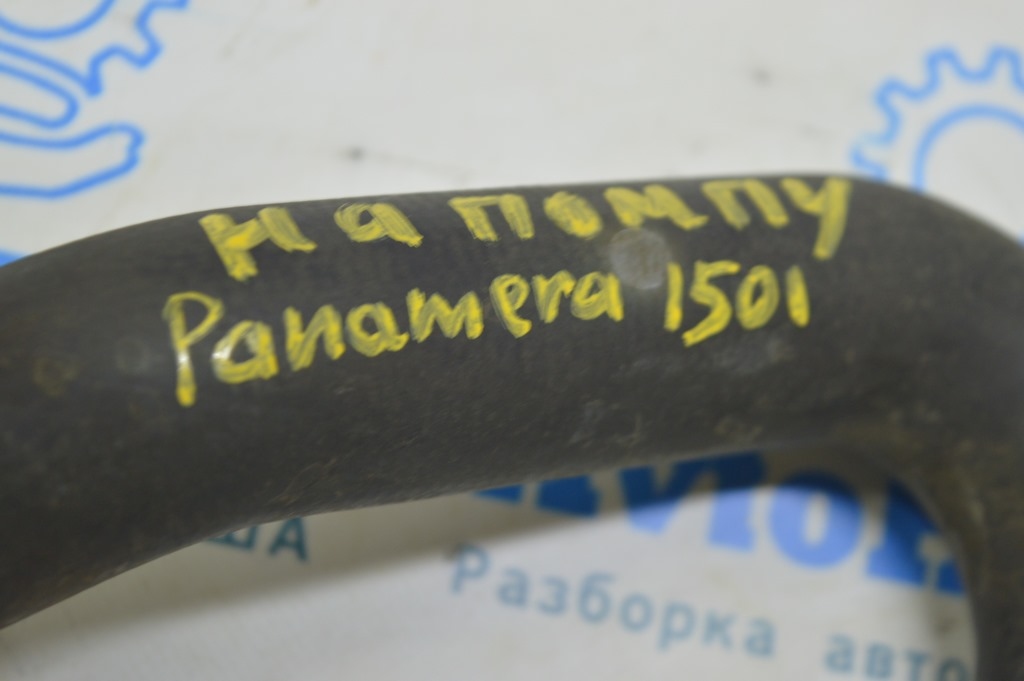 на помпу
Panamera 1501
Разборка авто